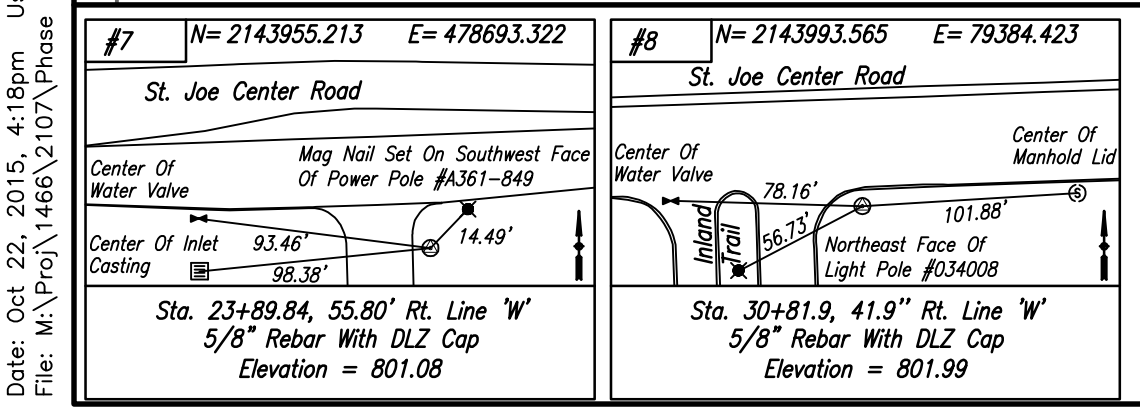 Date: Oct 22, 2015, 4:18pm Us
File: M:\Proj\1466\2107\Phase
#7
N= 2143955.213 E= 478693.322
St. Joe Center Road
Mag Nail Set On Southwest Face
Of Power Pole #A361-849
Center Of
Water Valve
Center Of Inlet
Casting
93.46'
98.38'
14.49'
Sta. 23+89.84, 55.80' Rt. Line 'W'
5/8" Rebar With DLZ Cap
Elevation = 801.08
#8
N= 2143993.565 E= 79384.423
St. Joe Center Road
Center Of
Manhold Lid
Center Of
Water Valve
78.16'
101.88'
56.73'
Inland
Trail
S
Northeast Face Of
Light Pole #034008
Sta. 30+81.9, 41.9" Rt. Line 'W'
5/8" Rebar With DLZ Cap
Elevation = 801.99